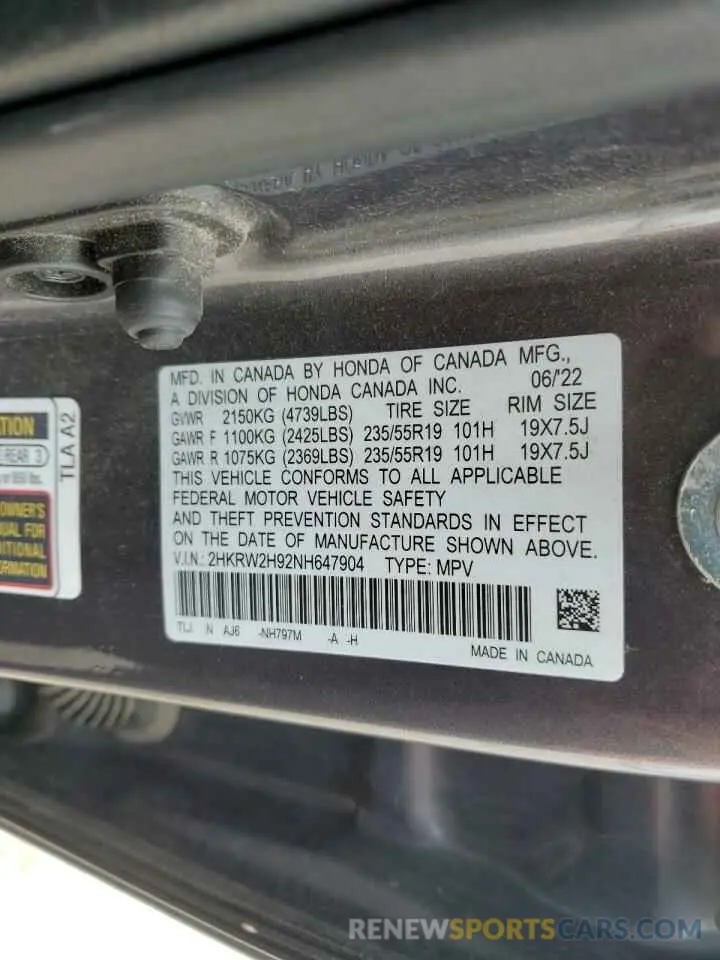 MFD. IN CANADA BY HONDA OF CANADA MFG.,
A DIVISION OF HONDA CANADA INC. 06/22
GVWR 2150KG (4739LBS) TIRE SIZE RIM SIZE
GAWR F 1100KG (2425LBS) 235/55R19 101H 19X7.5J
GAWR R 1075KG (2369LBS) 235/55R19 101H 19X7.5J
THIS VEHICLE CONFORMS TO ALL APPLICABLE
FEDERAL MOTOR VEHICLE SAFETY
AND THEFT PREVENTION STANDARDS IN EFFECT
ON THE DATE OF MANUFACTURE SHOWN ABOVE.
V.I.N.: 2HKRW2H92NH647904 TYPE: MPV
TLJ N AJ6 -NH797M -A -H
MADE IN CANADA
TLA A2
REAR 3
OWNER'S
FOR
RENEWSPORTSCARS.COM